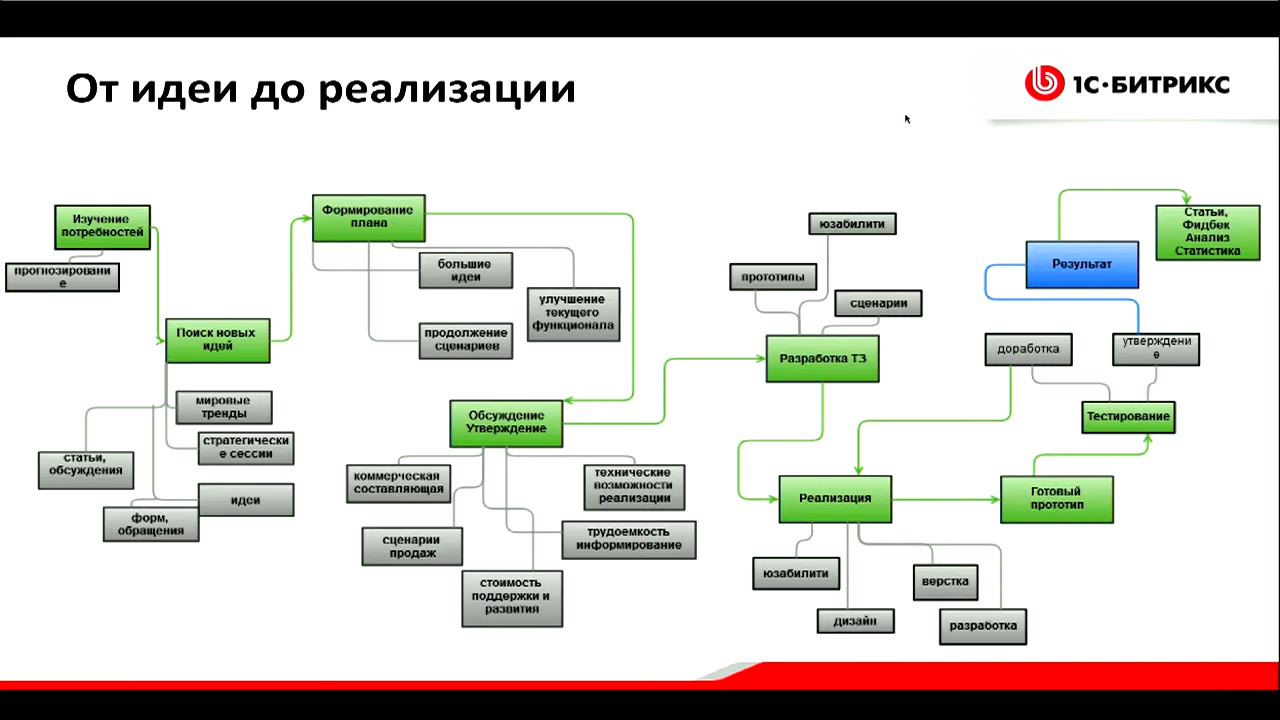 От идеи до реализации
1С·БИТРИКС
Изучение
потребностей
прогнозировани
е
Поиск новых
идей
мировые
тренды
стратегически
е сессии
статьи,
обсуждения
идеи
форм,
обращения
Формирование
плана
большие
идеи
улучшение
текущего
функционала
продолжение
сценариев
Обсуждение
Утверждение
коммерческая
составляющая
технические
возможности
реализации
сценарии
продаж
трудоемкость
информирование
стоимость
поддержки и
развития
юзабилити
прототипы
сценарии
Разработка ТЗ
Реализация
юзабилити
дизайн
верстка
разработка
Готовый
прототип
Тестирование
доработка
утверждени
е
Результат
Статьи,
Фидбек
Анализ
Статистика